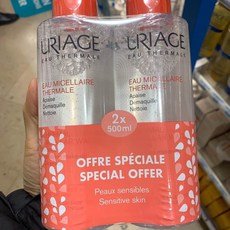 URIAGE
EAU THERMALE
EAU MICELLAIRE
THERMALE
Apaise
Démaquille
Nettoie
URIAGE
EAU THERMALE
EAU MICELLAIRE
THERMALE
Apaise
Démaquille
Nettoie
2x
500ml
OFFRE SPÉCIALE
SPECIAL OFFER
Peaux sensibles
Sensitive skin